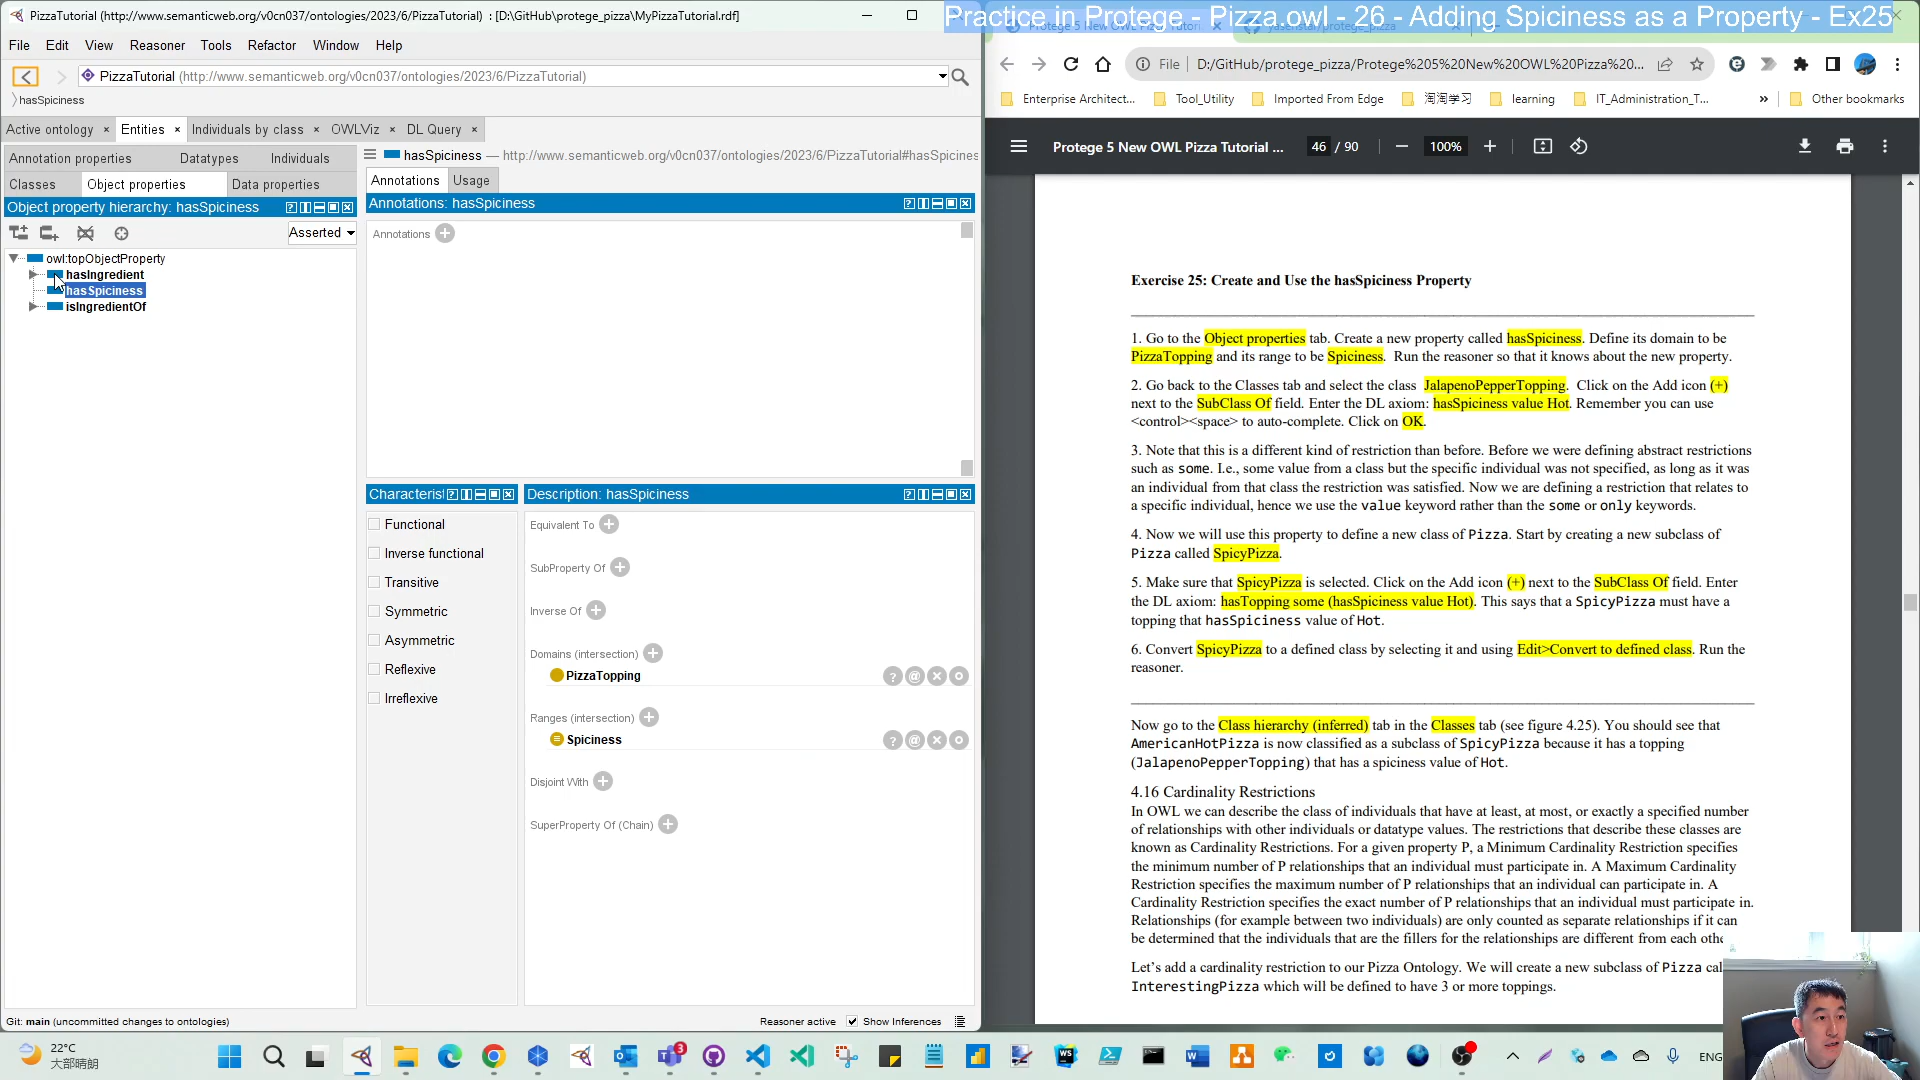 PizzaTutorial (http://www.semanticweb.org/v0cn037/ontologies/2023/6/PizzaTutorial) : [D:\GitHub\protege_pizza\MyPizzaTutorial.rdf]
Practice in Protege - Pizza.owl - 26 - Adding Spiciness as a Property - Ex25
File Edit View Reasoner Tools Refactor Window Help
PizzaTutorial (http://www.semanticweb.org/v0cn037/ontologies/2023/6/PizzaTutorial)
hasSpiciness
Active ontology × Entities × Individuals by class × OWLViz × DL Query ×
Annotation properties Datatypes Individuals
Classes Object properties Data properties
Object property hierarchy: hasSpiciness
Asserted
owl:topObjectProperty
hasIngredient
hasSpiciness
isIngredientOf
hasSpiciness — http://www.semanticweb.org/v0cn037/ontologies/2023/6/PizzaTutorial#hasSpicines
Annotations Usage
Annotations: hasSpiciness
Annotations
Characterist
Functional
Inverse functional
Transitive
Symmetric
Asymmetric
Reflexive
Irreflexive
Description: hasSpiciness
Equivalent To
SubProperty Of
Inverse Of
Domains (intersection)
PizzaTopping
Ranges (intersection)
Spiciness
Disjoint With
SuperProperty Of (Chain)
Git: main (uncommitted changes to ontologies)
Reasoner active Show Inferences
File | D:/GitHub/protege_pizza/Protege%205%20New%20OWL%20Pizza%20...
Enterprise Architect... Tool_Utility Imported From Edge 淘淘学习 learning IT_Administration_T... » Other bookmarks
Protege 5 New OWL Pizza Tutorial ... 46 / 90 100%
Exercise 25: Create and Use the hasSpiciness Property
1. Go to the Object properties tab. Create a new property called hasSpiciness. Define its domain to be
PizzaTopping and its range to be Spiciness. Run the reasoner so that it knows about the new property.
2. Go back to the Classes tab and select the class JalapenoPepperTopping. Click on the Add icon (+)
next to the SubClass Of field. Enter the DL axiom: hasSpiciness value Hot. Remember you can use
<control><space> to auto-complete. Click on OK.
3. Note that this is a different kind of restriction than before. Before we were defining abstract restrictions
such as some. I.e., some value from a class but the specific individual was not specified, as long as it was
an individual from that class the restriction was satisfied. Now we are defining a restriction that relates to
a specific individual, hence we use the value keyword rather than the some or only keywords.
4. Now we will use this property to define a new class of Pizza. Start by creating a new subclass of
Pizza called SpicyPizza.
5. Make sure that SpicyPizza is selected. Click on the Add icon (+) next to the SubClass Of field. Enter
the DL axiom: hasTopping some (hasSpiciness value Hot). This says that a SpicyPizza must have a
topping that hasSpiciness value of Hot.
6. Convert SpicyPizza to a defined class by selecting it and using Edit>Convert to defined class. Run the
reasoner.
Now go to the Class hierarchy (inferred) tab in the Classes tab (see figure 4.25). You should see that
AmericanHotPizza is now classified as a subclass of SpicyPizza because it has a topping
(JalapenoPepperTopping) that has a spiciness value of Hot.
4.16 Cardinality Restrictions
In OWL we can describe the class of individuals that have at least, at most, or exactly a specified number
of relationships with other individuals or datatype values. The restrictions that describe these classes are
known as Cardinality Restrictions. For a given property P, a Minimum Cardinality Restriction specifies
the minimum number of P relationships that an individual must participate in. A Maximum Cardinality
Restriction specifies the maximum number of P relationships that an individual can participate in. A
Cardinality Restriction specifies the exact number of P relationships that an individual must participate in.
Relationships (for example between two individuals) are only counted as separate relationships if it can
be determined that the individuals that are the fillers for the relationships are different from each othe
Let's add a cardinality restriction to our Pizza Ontology. We will create a new subclass of Pizza cal
InterestingPizza which will be defined to have 3 or more toppings.
22°C
大部晴朗
3
ENG